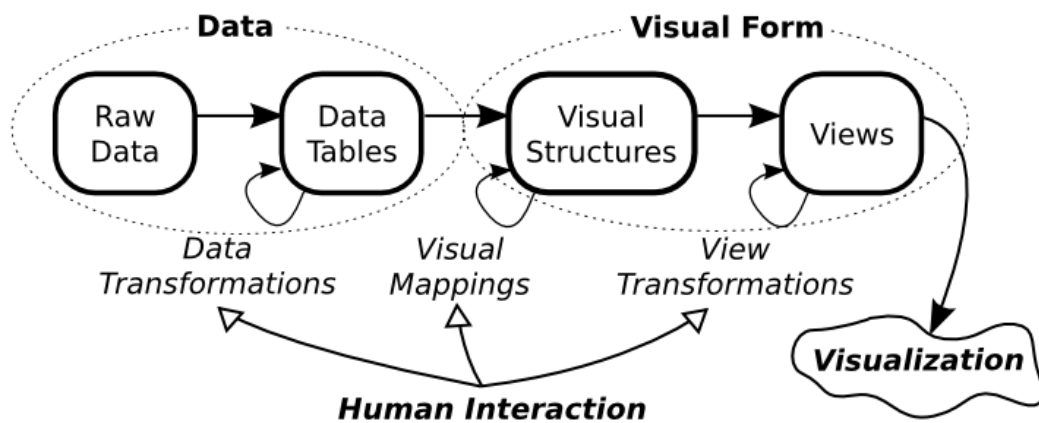 Data
Visual Form
Raw
Data
Data
Tables
Visual
Structures
Views
Data
Transformations
Visual
Mappings
View
Transformations
Visualization
Human Interaction